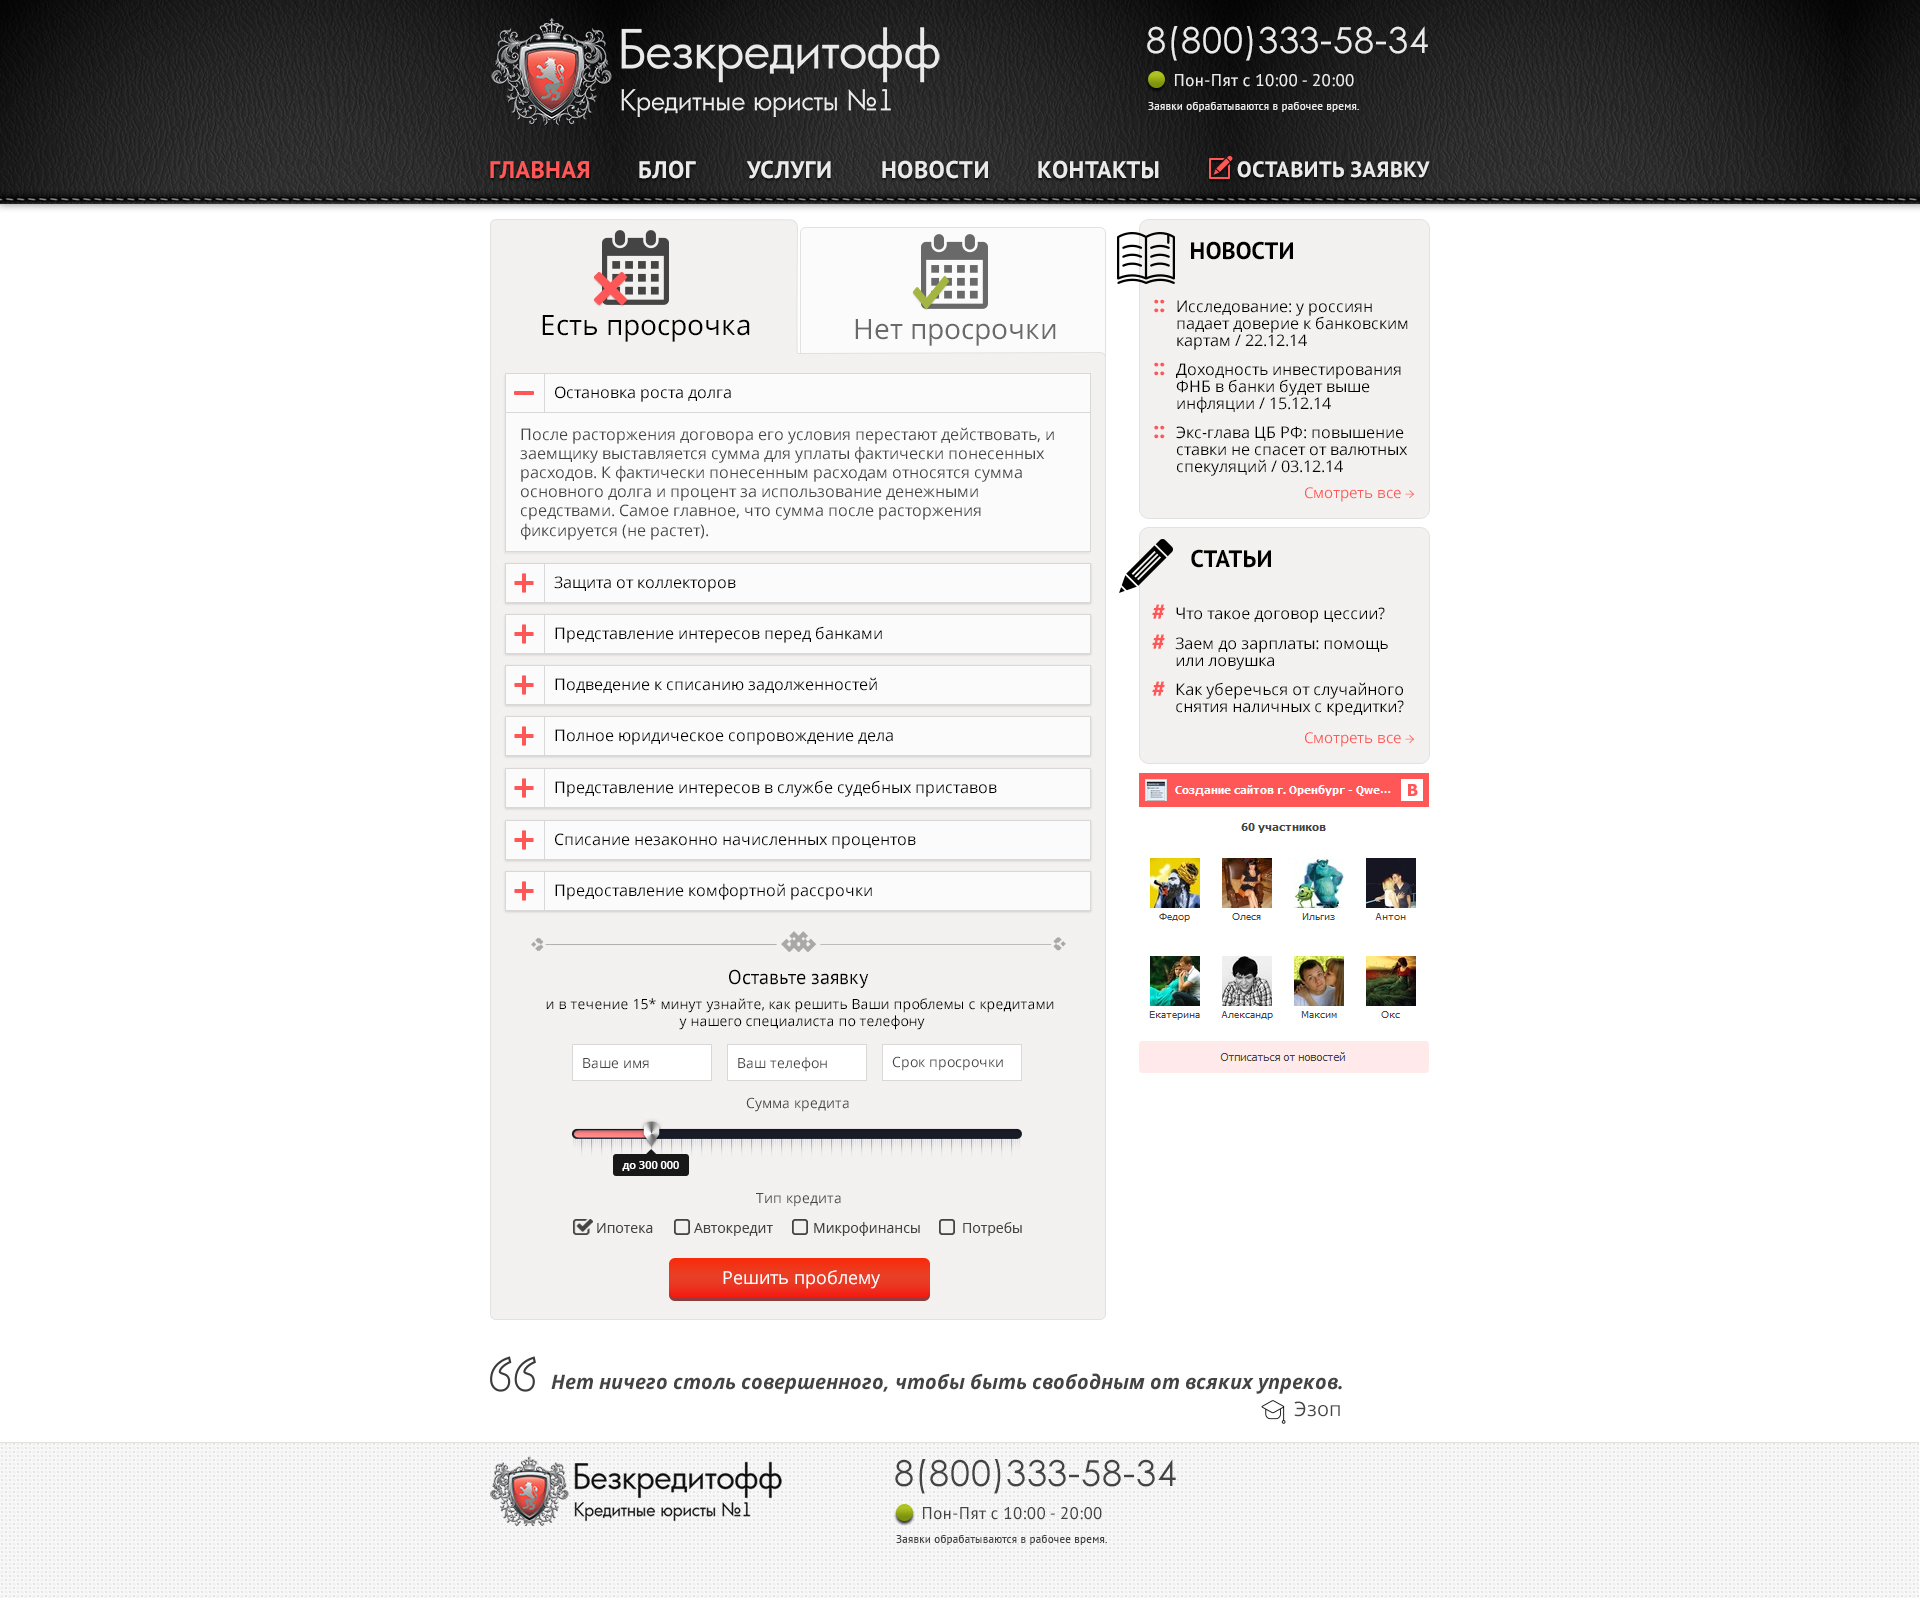 Безкредитофф
Кредитные юристы №1
8(800)333-58-34
Пон-Пят с 10:00 - 20:00
Заявки обрабатываются в рабочее время.
ГЛАВНАЯ БЛОГ УСЛУГИ НОВОСТИ КОНТАКТЫ ОСТАВИТЬ ЗАЯВКУ
Есть просрочка
Нет просрочки
Остановка роста долга
После расторжения договора его условия перестают действовать, и
заемщику выставляется сумма для уплаты фактически понесенных
расходов. К фактически понесенным расходам относятся сумма
основного долга и процент за использование денежными
средствами. Самое главное, что сумма после расторжения
фиксируется (не растет).
Защита от коллекторов
Представление интересов перед банками
Подведение к списанию задолженностей
Полное юридическое сопровождение дела
Представление интересов в службе судебных приставов
Списание незаконно начисленных процентов
Предоставление комфортной рассрочки
Оставьте заявку
и в течение 15* минут узнайте, как решить Ваши проблемы с кредитами
у нашего специалиста по телефону
Ваше имя
Ваш телефон
Срок просрочки
Сумма кредита
до 300 000
Тип кредита
Ипотека Автокредит Микрофинансы Потребы
Решить проблему
НОВОСТИ
Исследование: у россиян
падает доверие к банковским
картам / 22.12.14
Доходность инвестирования
ФНБ в банки будет выше
инфляции / 15.12.14
Экс-глава ЦБ РФ: повышение
ставки не спасет от валютных
спекуляций / 03.12.14
Смотреть все →
СТАТЬИ
# Что такое договор цессии?
# Заем до зарплаты: помощь
или ловушка
# Как уберечься от случайного
снятия наличных с кредитки?
Смотреть все →
Создание сайтов г. Оренбург - Qwe... В
60 участников
Федор Олеся Ильгиз Антон
Екатерина Александр Максим Окс
Отписаться от новостей
“ Нет ничего столь совершенного, чтобы быть свободным от всяких упреков.
Эзоп
Безкредитофф
Кредитные юристы №1
8(800)333-58-34
Пон-Пят с 10:00 - 20:00
Заявки обрабатываются в рабочее время.